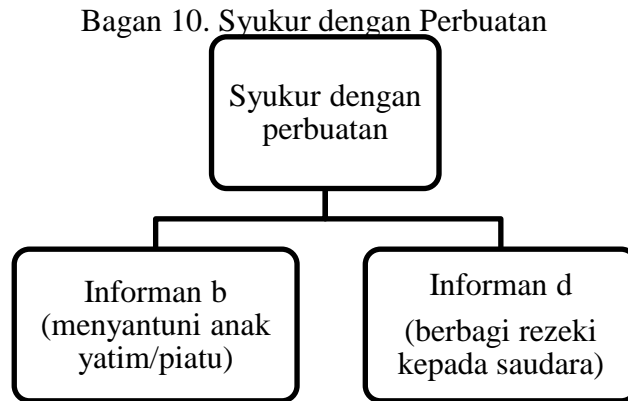 Bagan 10. Syukur dengan Perbuatan
Syukur dengan
perbuatan
Informan b
(menyantuni anak
yatim/piatu)
Informan d
(berbagi rezeki
kepada saudara)